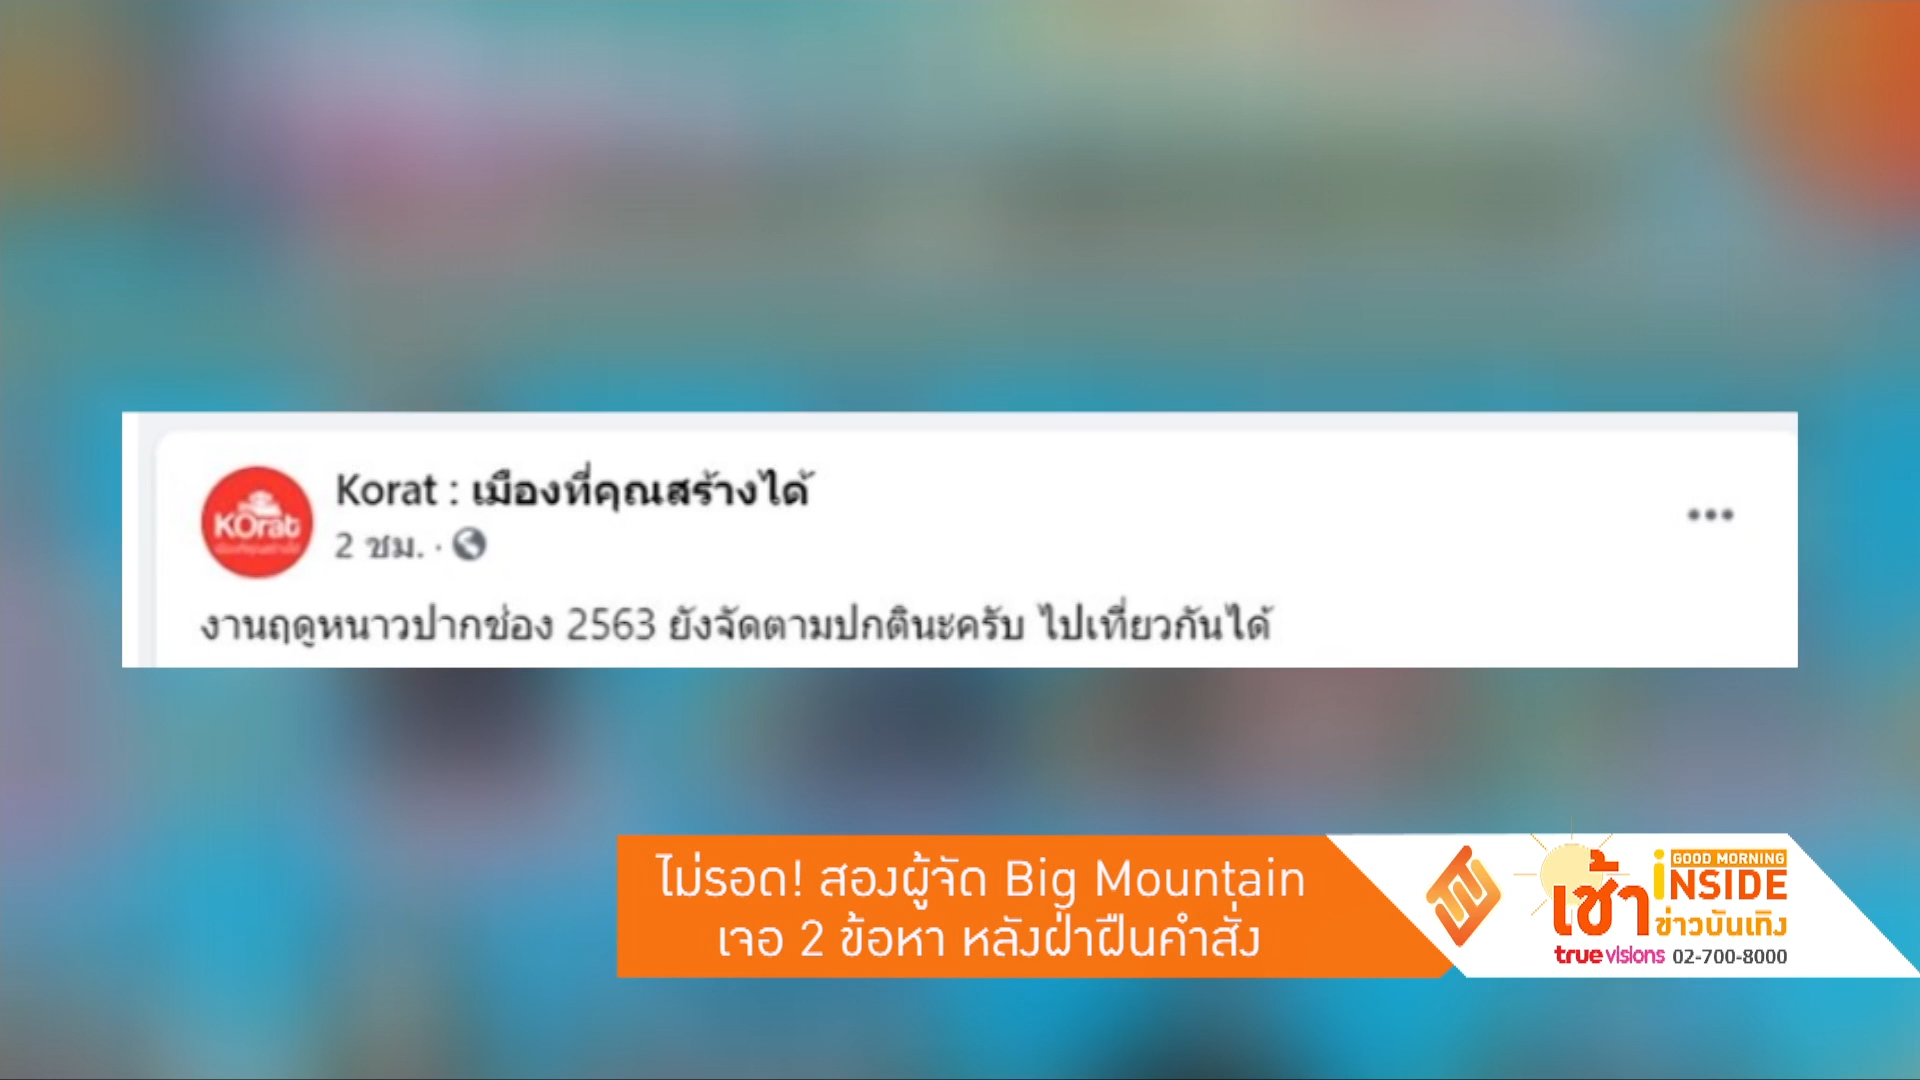 Korat : เมืองที่คุณสร้างได้
KOrat
2 ชม.
งานฤดูหนาวปากช่อง 2563 ยังจัดตามปกตินะครับ ไปเที่ยวกันได้
ไม่รอด! สองผู้จัด Big Mountain
เจอ 2 ข้อหา หลังฝ่าฝืนคำสั่ง
GOOD MORNING
เช้า iNSIDE
ข่าวบันเทิง
truevisions 02-700-8000